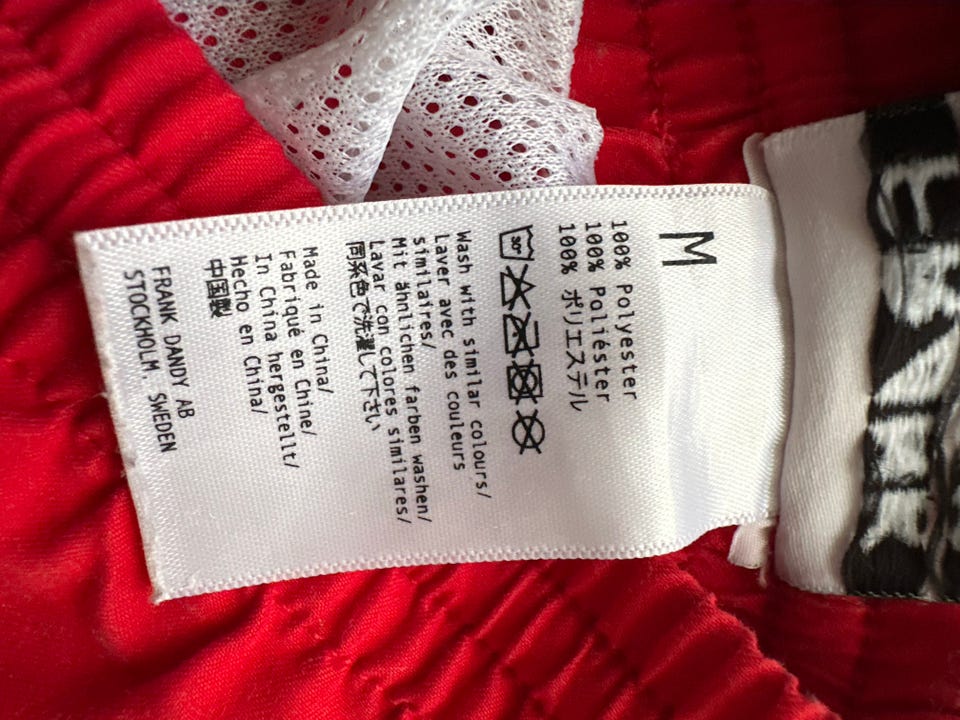 M
100% Polyester
100% Poliéster
100% ポリエステル
30°
Wash with similar colours/
Laver avec des couleurs
similaires/
Mit ähnlichen farben washen/
Lavar con colores similares/
同系色で洗濯して下さい
Made in China/
Fabriqué en Chine/
In China hergestellt/
Hecho en China/
中国製
FRANK DANDY AB
STOCKHOLM, SWEDEN